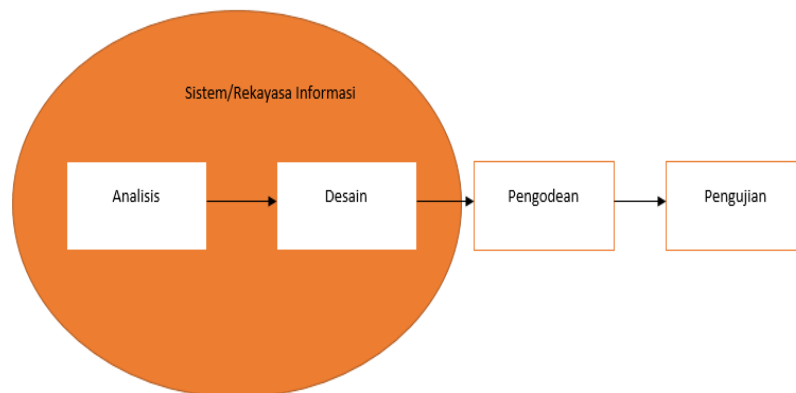 Sistem/Rekayasa Informasi
Analisis
Desain
Pengodean
Pengujian